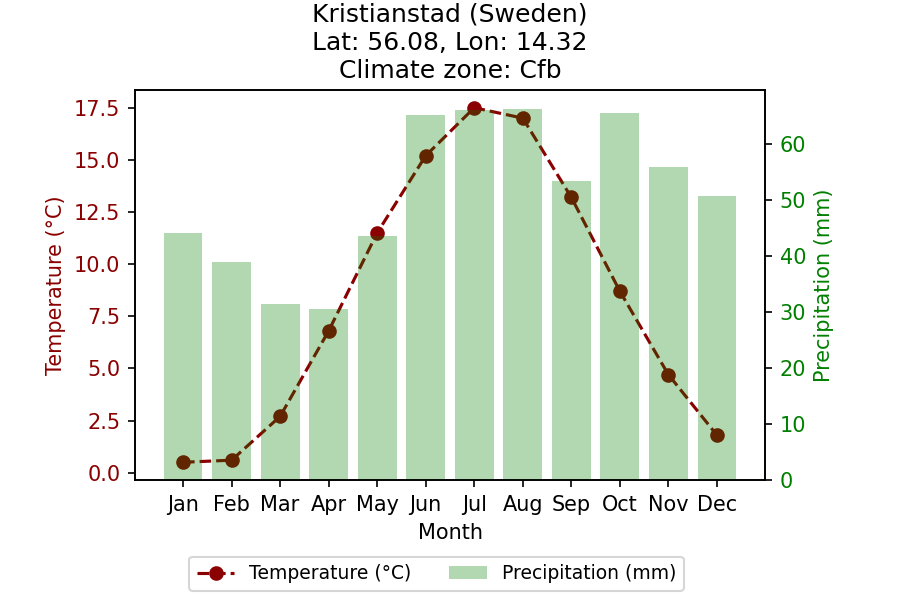 Kristianstad (Sweden)
Lat: 56.08, Lon: 14.32
Climate zone: Cfb
Temperature (°C)
17.5
15.0
12.5
10.0
7.5
5.0
2.5
0.0
60
50
40
30
20
10
0
Precipitation (mm)
Jan Feb Mar Apr May Jun Jul Aug Sep Oct Nov Dec
Month
Temperature (°C) Precipitation (mm)